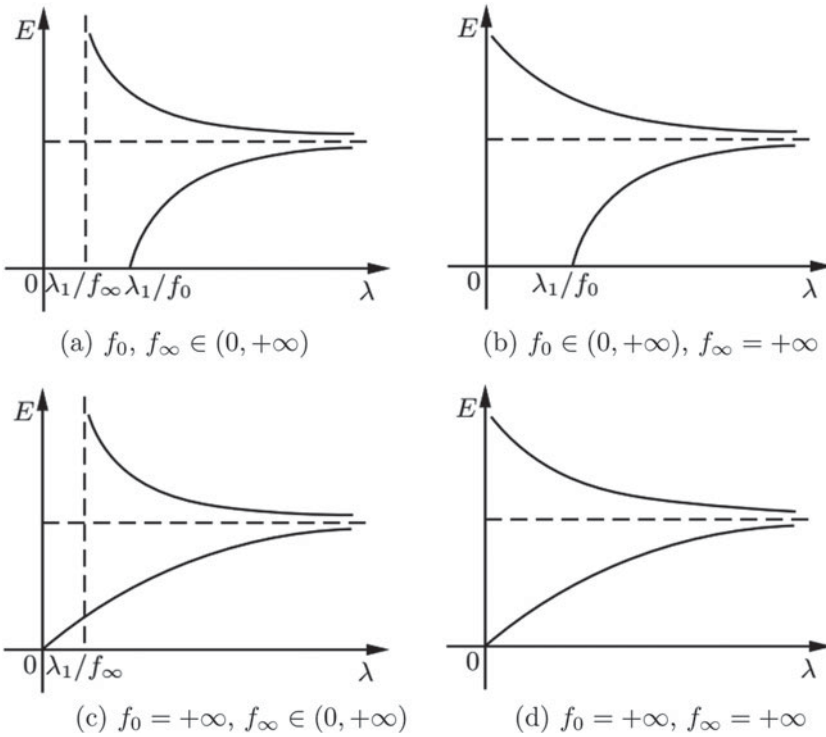 E
0 λ₁/f∞ λ₁/f₀ λ
(a) f₀, f∞ ∈ (0, +∞)
E
0 λ₁/f₀ λ
(b) f₀ ∈ (0, +∞), f∞ = +∞
E
0 λ₁/f∞ λ
(c) f₀ = +∞, f∞ ∈ (0, +∞)
E
0 λ
(d) f₀ = +∞, f∞ = +∞